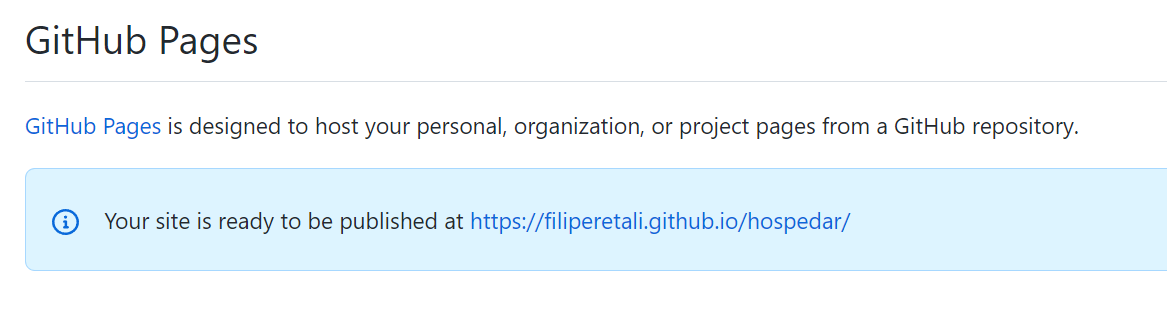 GitHub Pages
GitHub Pages is designed to host your personal, organization, or project pages from a GitHub repository.
Your site is ready to be published at https://filiperetali.github.io/hospedar/